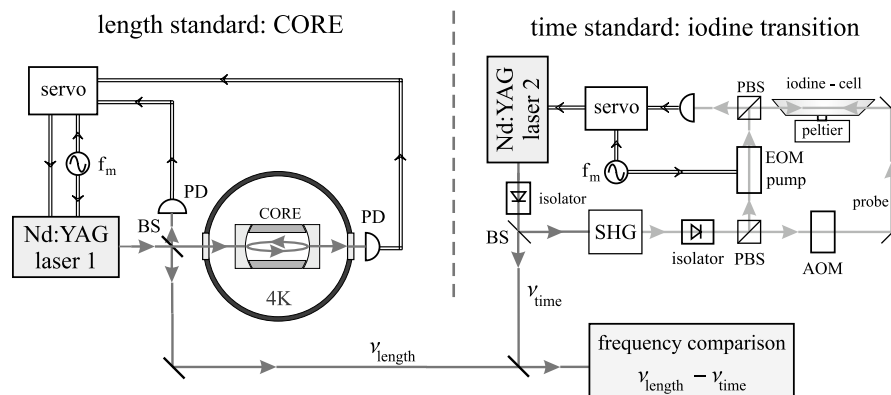 length standard: CORE
time standard: iodine transition
servo
f_m
PD
BS
Nd:YAG
laser 1
CORE
PD
4K
ν_length
Nd:YAG
laser 2
servo
f_m
isolator
BS
SHG
isolator
PBS
iodine - cell
peltier
EOM
pump
probe
PBS
AOM
ν_time
frequency comparison
ν_length − ν_time